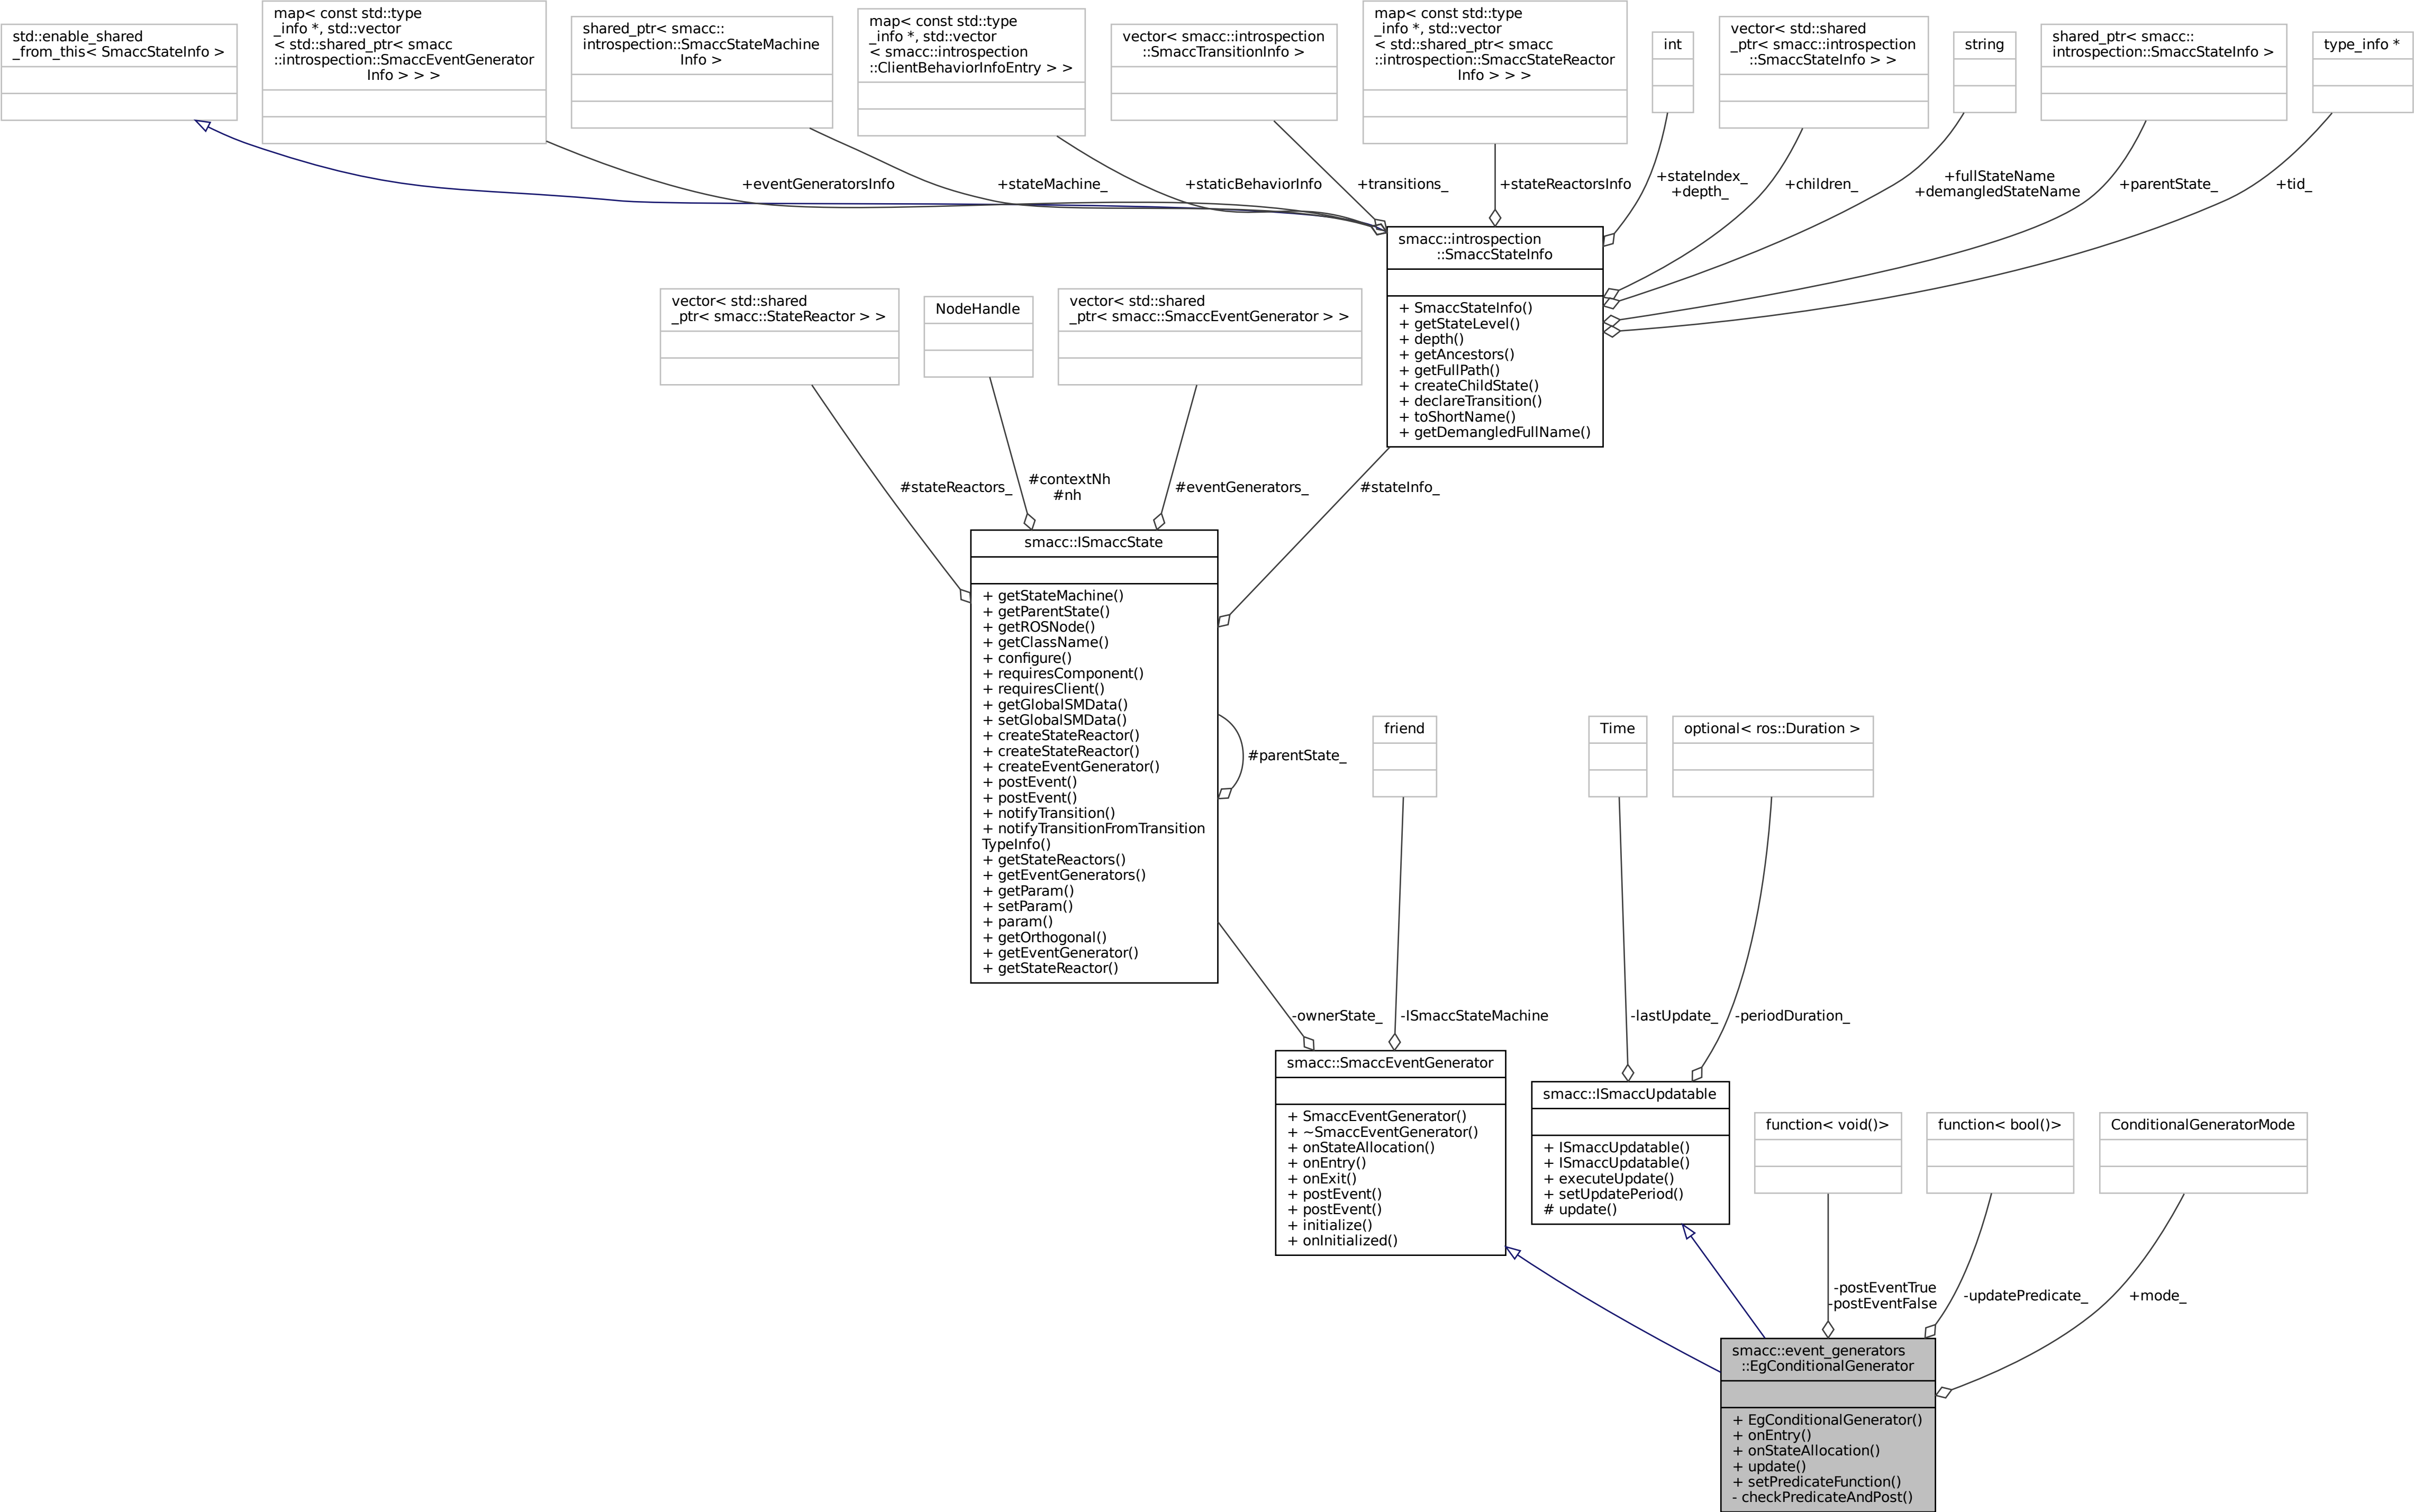 std::enable_shared
_from_this< SmaccStateInfo >
map< const std::type
_info *, std::vector
< std::shared_ptr< smacc
::introspection::SmaccEventGenerator
Info > > >
shared_ptr< smacc::
introspection::SmaccStateMachine
Info >
map< const std::type
_info *, std::vector
< smacc::introspection
::ClientBehaviorInfoEntry > >
vector< smacc::introspection
::SmaccTransitionInfo >
map< const std::type
_info *, std::vector
< std::shared_ptr< smacc
::introspection::SmaccStateReactor
Info > > >
int
vector< std::shared
_ptr< smacc::introspection
::SmaccStateInfo > >
string
shared_ptr< smacc::
introspection::SmaccStateInfo >
type_info *
+eventGeneratorsInfo
+stateMachine_
+staticBehaviorInfo
+transitions_
+stateReactorsInfo
+stateIndex_
+depth_
+children_
+fullStateName
+demangledStateName
+parentState_
+tid_
smacc::introspection
::SmaccStateInfo
+ SmaccStateInfo()
+ getStateLevel()
+ depth()
+ getAncestors()
+ getFullPath()
+ createChildState()
+ declareTransition()
+ toShortName()
+ getDemangledFullName()
vector< std::shared
_ptr< smacc::StateReactor > >
NodeHandle
vector< std::shared
_ptr< smacc::SmaccEventGenerator > >
#stateReactors_
#contextNh
#nh
#eventGenerators_
#stateInfo_
smacc::ISmaccState
+ getStateMachine()
+ getParentState()
+ getROSNode()
+ getClassName()
+ configure()
+ requiresComponent()
+ requiresClient()
+ getGlobalSMData()
+ setGlobalSMData()
+ createStateReactor()
+ createStateReactor()
+ createEventGenerator()
+ postEvent()
+ postEvent()
+ notifyTransition()
+ notifyTransitionFromTransition
TypeInfo()
+ getStateReactors()
+ getEventGenerators()
+ getParam()
+ setParam()
+ param()
+ getOrthogonal()
+ getEventGenerator()
+ getStateReactor()
#parentState_
friend
Time
optional< ros::Duration >
-ownerState_
-ISmaccStateMachine
-lastUpdate_
-periodDuration_
smacc::SmaccEventGenerator
+ SmaccEventGenerator()
+ ~SmaccEventGenerator()
+ onStateAllocation()
+ onEntry()
+ onExit()
+ postEvent()
+ postEvent()
+ initialize()
+ onInitialized()
smacc::ISmaccUpdatable
+ ISmaccUpdatable()
+ ISmaccUpdatable()
+ executeUpdate()
+ setUpdatePeriod()
# update()
function< void()>
function< bool()>
ConditionalGeneratorMode
-postEventTrue
-postEventFalse
-updatePredicate_
+mode_
smacc::event_generators
::EgConditionalGenerator
+ EgConditionalGenerator()
+ onEntry()
+ onStateAllocation()
+ update()
+ setPredicateFunction()
- checkPredicateAndPost()